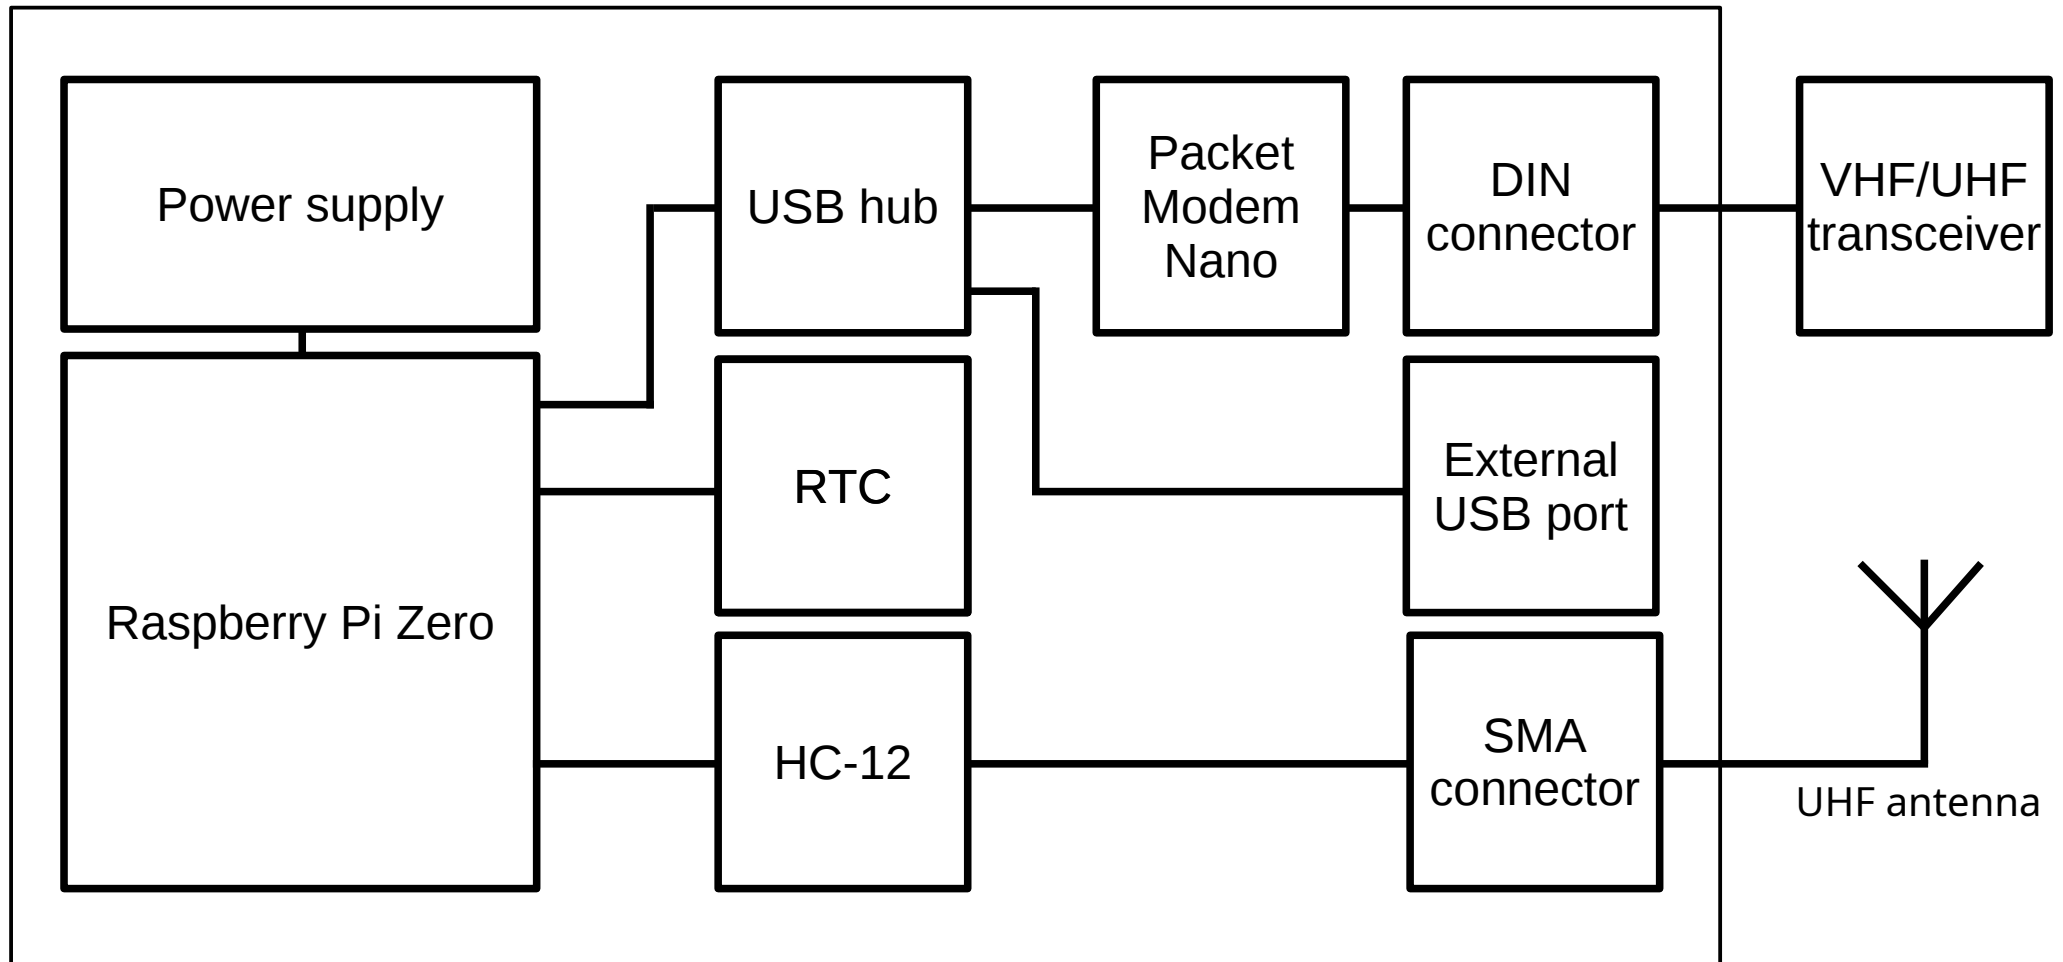 Power supply
USB hub
Packet
Modem
Nano
DIN
connector
VHF/UHF
transceiver
Raspberry Pi Zero
RTC
External
USB port
HC-12
SMA
connector
UHF antenna